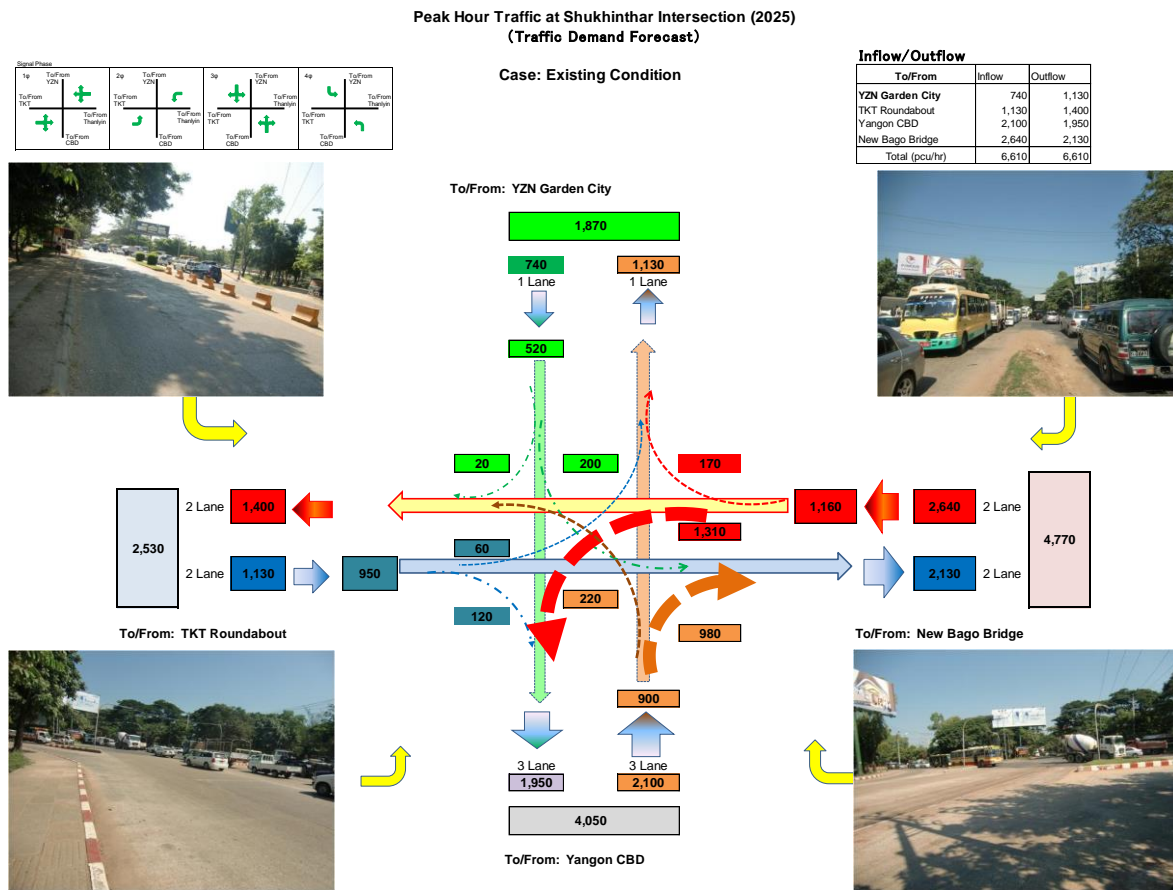 Peak Hour Traffic at Shukhinthar Intersection (2025)
(Traffic Demand Forecast)
Case: Existing Condition
Signal Phase
1φ
To/From
YZN
To/From
TKT
To/From
Thanlyin
To/From
CBD
2φ
To/From
YZN
To/From
TKT
To/From
Thanlyin
To/From
CBD
3φ
To/From
YZN
To/From
TKT
To/From
Thanlyin
To/From
CBD
4φ
To/From
YZN
To/From
TKT
To/From
Thanlyin
To/From
CBD
Inflow/Outflow
To/From Inflow Outflow
YZN Garden City 740 1,130
TKT Roundabout 1,130 1,400
Yangon CBD 2,100 1,950
New Bago Bridge 2,640 2,130
Total (pcu/hr) 6,610 6,610
To/From: YZN Garden City
1,870
740 1,130
1 Lane 1 Lane
520
20 200 170
2,530
2 Lane 1,400
1,160 2,640 2 Lane
4,770
1,310
60
2 Lane 1,130 950
2,130 2 Lane
220
120
980
To/From: TKT Roundabout
To/From: New Bago Bridge
900
3 Lane 3 Lane
1,950 2,100
4,050
To/From: Yangon CBD